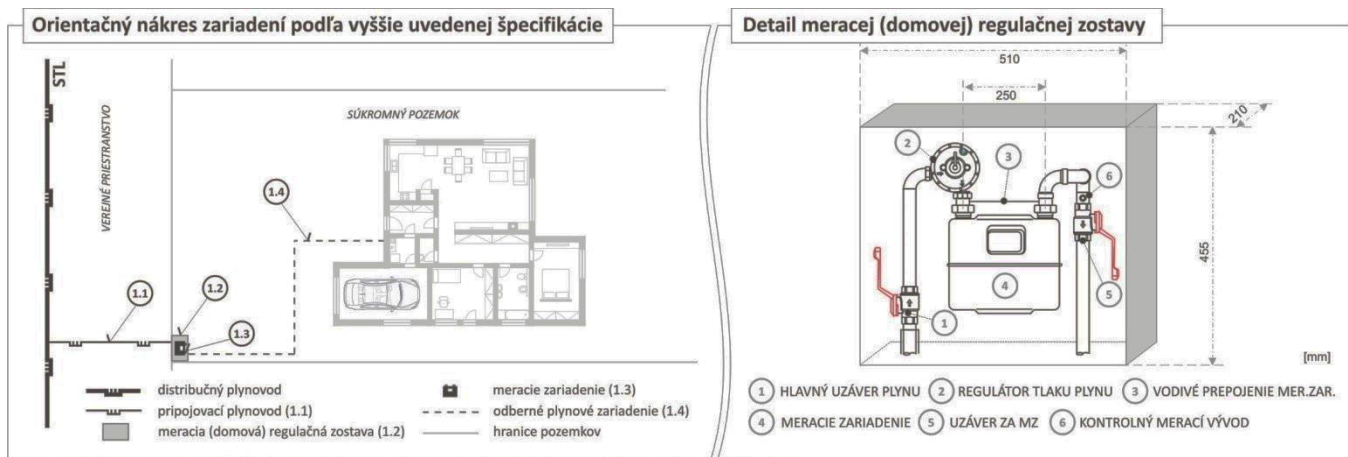 Orientačný nákres zariadení podľa vyššie uvedenej špecifikácie
STL
VEREJNÉ PRIESTRANSTVO
SÚKROMNÝ POZEMOK
1.4
1.1
1.2
1.3
distribučný plynovod
pripojovací plynovod (1.1)
meracia (domová) regulačná zostava (1.2)
meracie zariadenie (1.3)
odberné plynové zariadenie (1.4)
hranice pozemkov
Detail meracej (domovej) regulačnej zostavy
510
250
210
2
3
6
455
4
5
1
[mm]
1 HLAVNÝ UZÁVER PLYNU 2 REGULÁTOR TLAKU PLYNU 3 VODIVÉ PREPOJENIE MER.ZAR.
4 MERACIE ZARIADENIE 5 UZÁVER ZA MZ 6 KONTROLNÝ MERACÍ VÝVOD